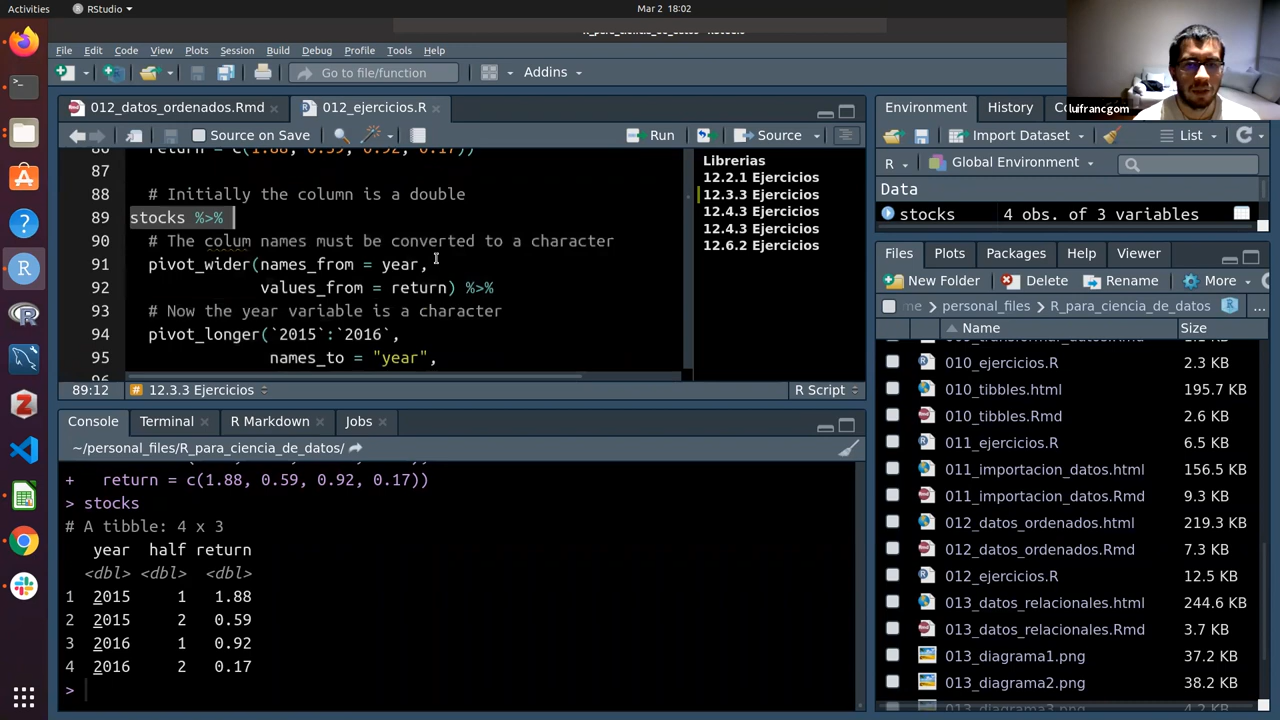 Activities
RStudio
Mar 2 18:02
File Edit Code View Plots Session Build Debug Profile Tools Help
Go to file/function
Addins
012_datos_ordenados.Rmd
012_ejercicios.R
Source on Save
Run
Source
87
88 # Initially the column is a double
89 stocks %>%
90 # The colum names must be converted to a character
91 pivot_wider(names_from = year,
92 values_from = return) %>%
93 # Now the year variable is a character
94 pivot_longer(`2015`:`2016`,
95 names_to = "year",
89:12
12.3.3 Ejercicios
R Script
Librerias
12.2.1 Ejercicios
12.3.3 Ejercicios
12.4.3 Ejercicios
12.4.3 Ejercicios
12.6.2 Ejercicios
Console Terminal R Markdown Jobs
~/personal_files/R_para_ciencia_de_datos/
+ return = c(1.88, 0.59, 0.92, 0.17))
> stocks
# A tibble: 4 x 3
year half return
<dbl> <dbl> <dbl>
1 2015 1 1.88
2 2015 2 0.59
3 2016 1 0.92
4 2016 2 0.17
>
luifrancgom
Environment History
Import Dataset
List
R
Global Environment
Data
stocks 4 obs. of 3 variables
Files Plots Packages Help Viewer
New Folder Delete Rename More
me > personal_files > R_para_ciencia_de_datos
...
Name Size
010_ejercicios.R 2.3 KB
010_tibbles.html 195.7 KB
010_tibbles.Rmd 2.6 KB
011_ejercicios.R 6.5 KB
011_importacion_datos.html 156.5 KB
011_importacion_datos.Rmd 9.3 KB
012_datos_ordenados.html 219.3 KB
012_datos_ordenados.Rmd 7.3 KB
012_ejercicios.R 12.5 KB
013_datos_relacionales.html 244.6 KB
013_datos_relacionales.Rmd 3.7 KB
013_diagrama1.png 37.2 KB
013_diagrama2.png 38.2 KB